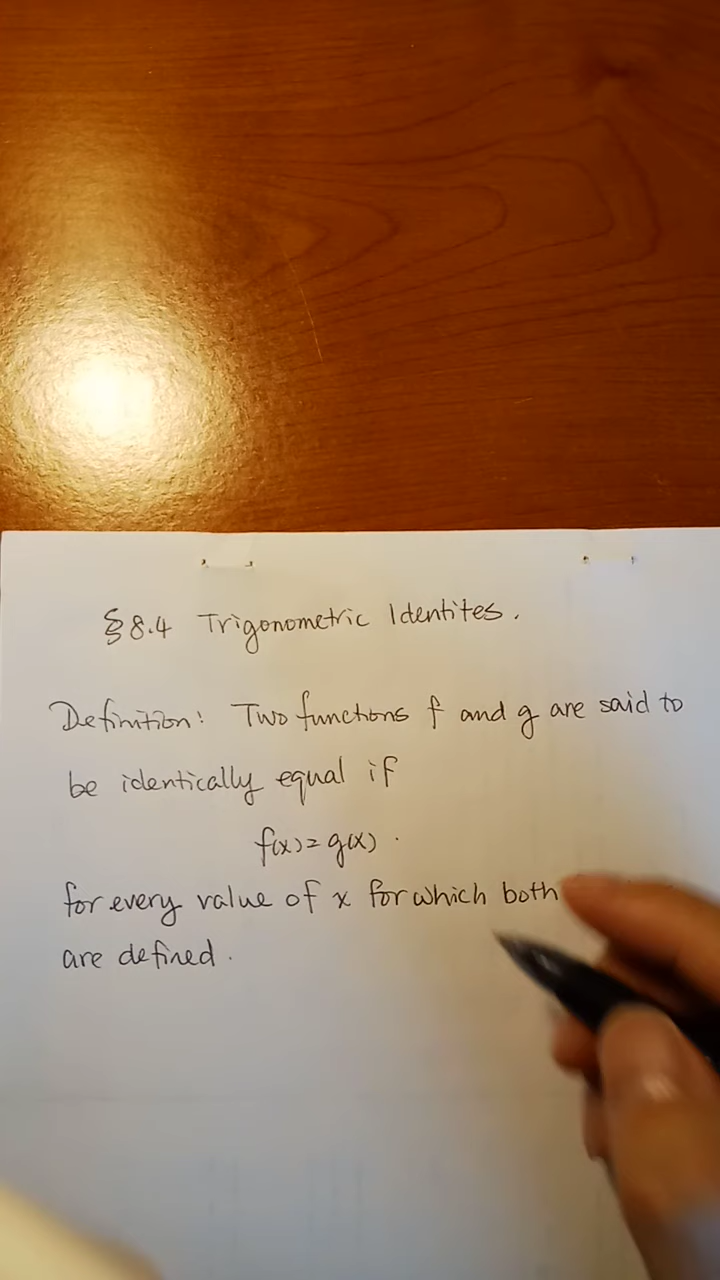 § 8.4 Trigonometric Identites.
Definition: Two functions f and g are said to
be identically equal if
f(x) = g(x).
for every value of x for which both
are defined.